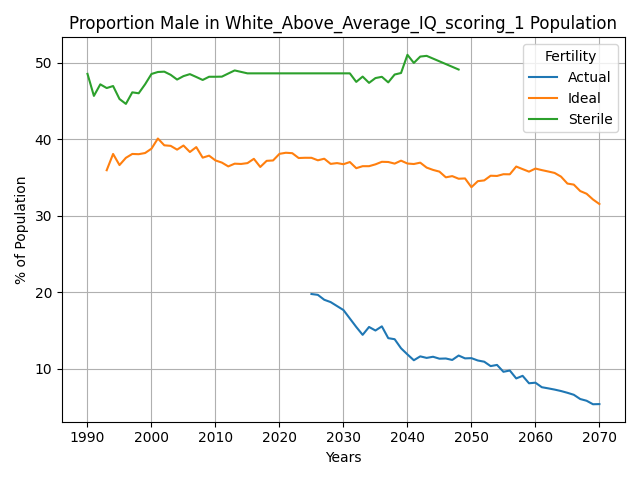 Proportion Male in White_Above_Average_IQ_scoring_1 Population
% of Population
50
40
30
20
10
Fertility
Actual
Ideal
Sterile
1990 2000 2010 2020 2030 2040 2050 2060 2070
Years